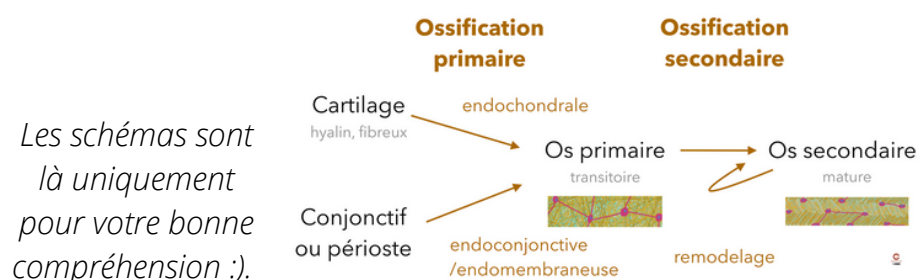 Ossification
primaire
Ossification
secondaire
Cartilage
hyalin, fibreux
endochrondrale
Os primaire
transitoire
Os secondaire
mature
Conjonctif
ou périoste
endoconjonctive
/endomembraneuse
remodelage
Les schémas sont
là uniquement
pour votre bonne
compréhension :).